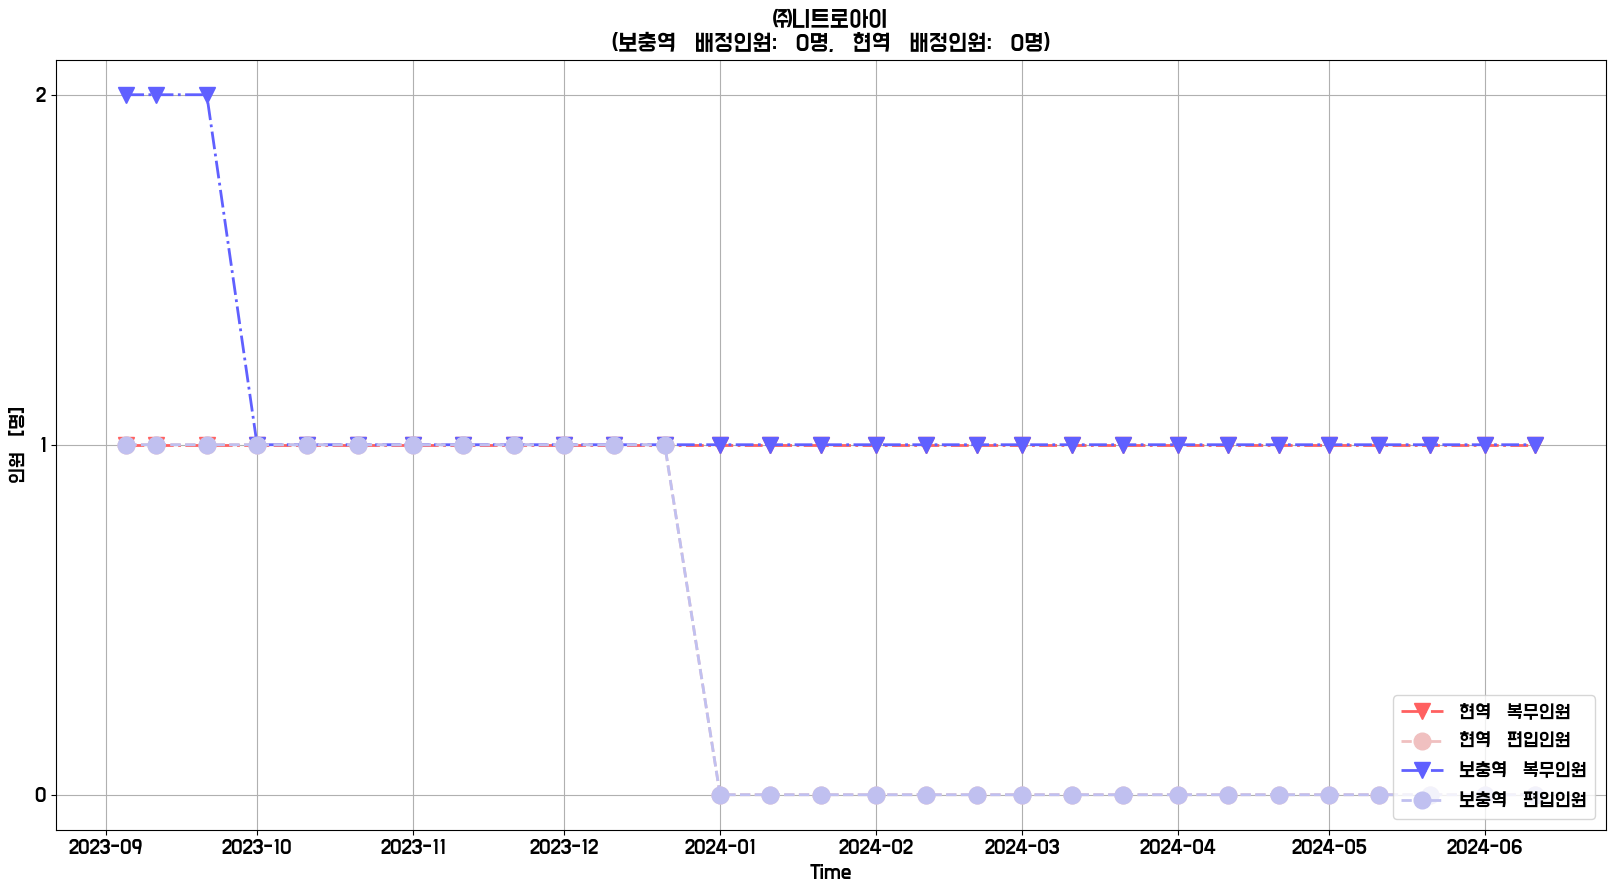 ㈜니트로아이
(보충역 배정인원: 0명, 현역 배정인원: 0명)
인원 [명]
2
1
0
현역 복무인원
현역 편입인원
보충역 복무인원
보충역 편입인원
2023-09 2023-10 2023-11 2023-12 2024-01 2024-02 2024-03 2024-04 2024-05 2024-06
Time